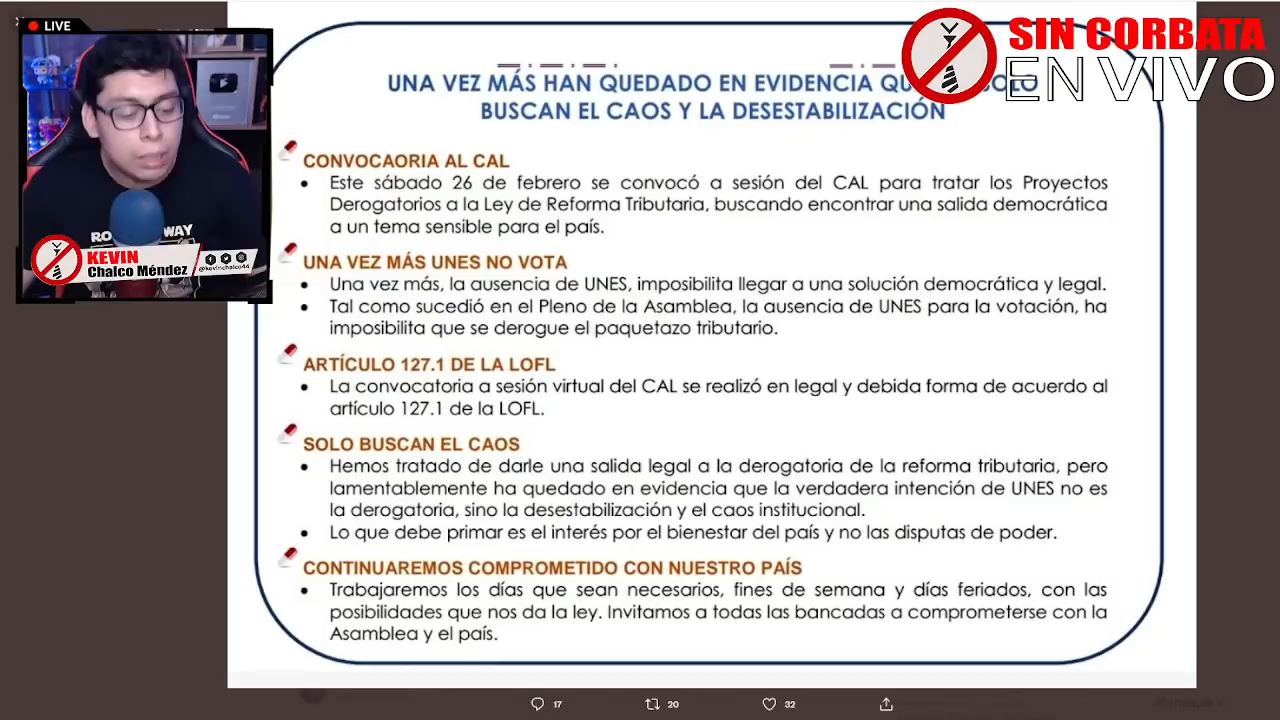 LIVE
SIN CORBATA
EN VIVO
UNA VEZ MÁS HAN QUEDADO EN EVIDENCIA SOLO
BUSCAN EL CAOS Y LA DESESTABILIZACIÓN
CONVOCAORIA AL CAL
• Este sábado 26 de febrero se convocó a sesión del CAL para tratar los Proyectos
Derogatorios a la Ley de Reforma Tributaria, buscando encontrar una salida democrática
a un tema sensible para el país.
KEVIN
Chalco Méndez
@kevinchalco44
UNA VEZ MÁS UNES NO VOTA
• Una vez más, la ausencia de UNES, imposibilita llegar a una solución democrática y legal.
• Tal como sucedió en el Pleno de la Asamblea, la ausencia de UNES para la votación, ha
imposibilita que se derogue el paquetazo tributario.
ARTÍCULO 127.1 DE LA LOFL
• La convocatoria a sesión virtual del CAL se realizó en legal y debida forma de acuerdo al
artículo 127.1 de la LOFL.
SOLO BUSCAN EL CAOS
• Hemos tratado de darle una salida legal a la derogatoria de la reforma tributaria, pero
lamentablemente ha quedado en evidencia que la verdadera intención de UNES no es
la derogatoria, sino la desestabilización y el caos institucional.
• Lo que debe primar es el interés por el bienestar del país y no las disputas de poder.
CONTINUAREMOS COMPROMETIDO CON NUESTRO PAÍS
• Trabajaremos los días que sean necesarios, fines de semana y días feriados, con las
posibilidades que nos da la ley. Invitamos a todas las bancadas a comprometerse con la
Asamblea y el país.
17 20 32